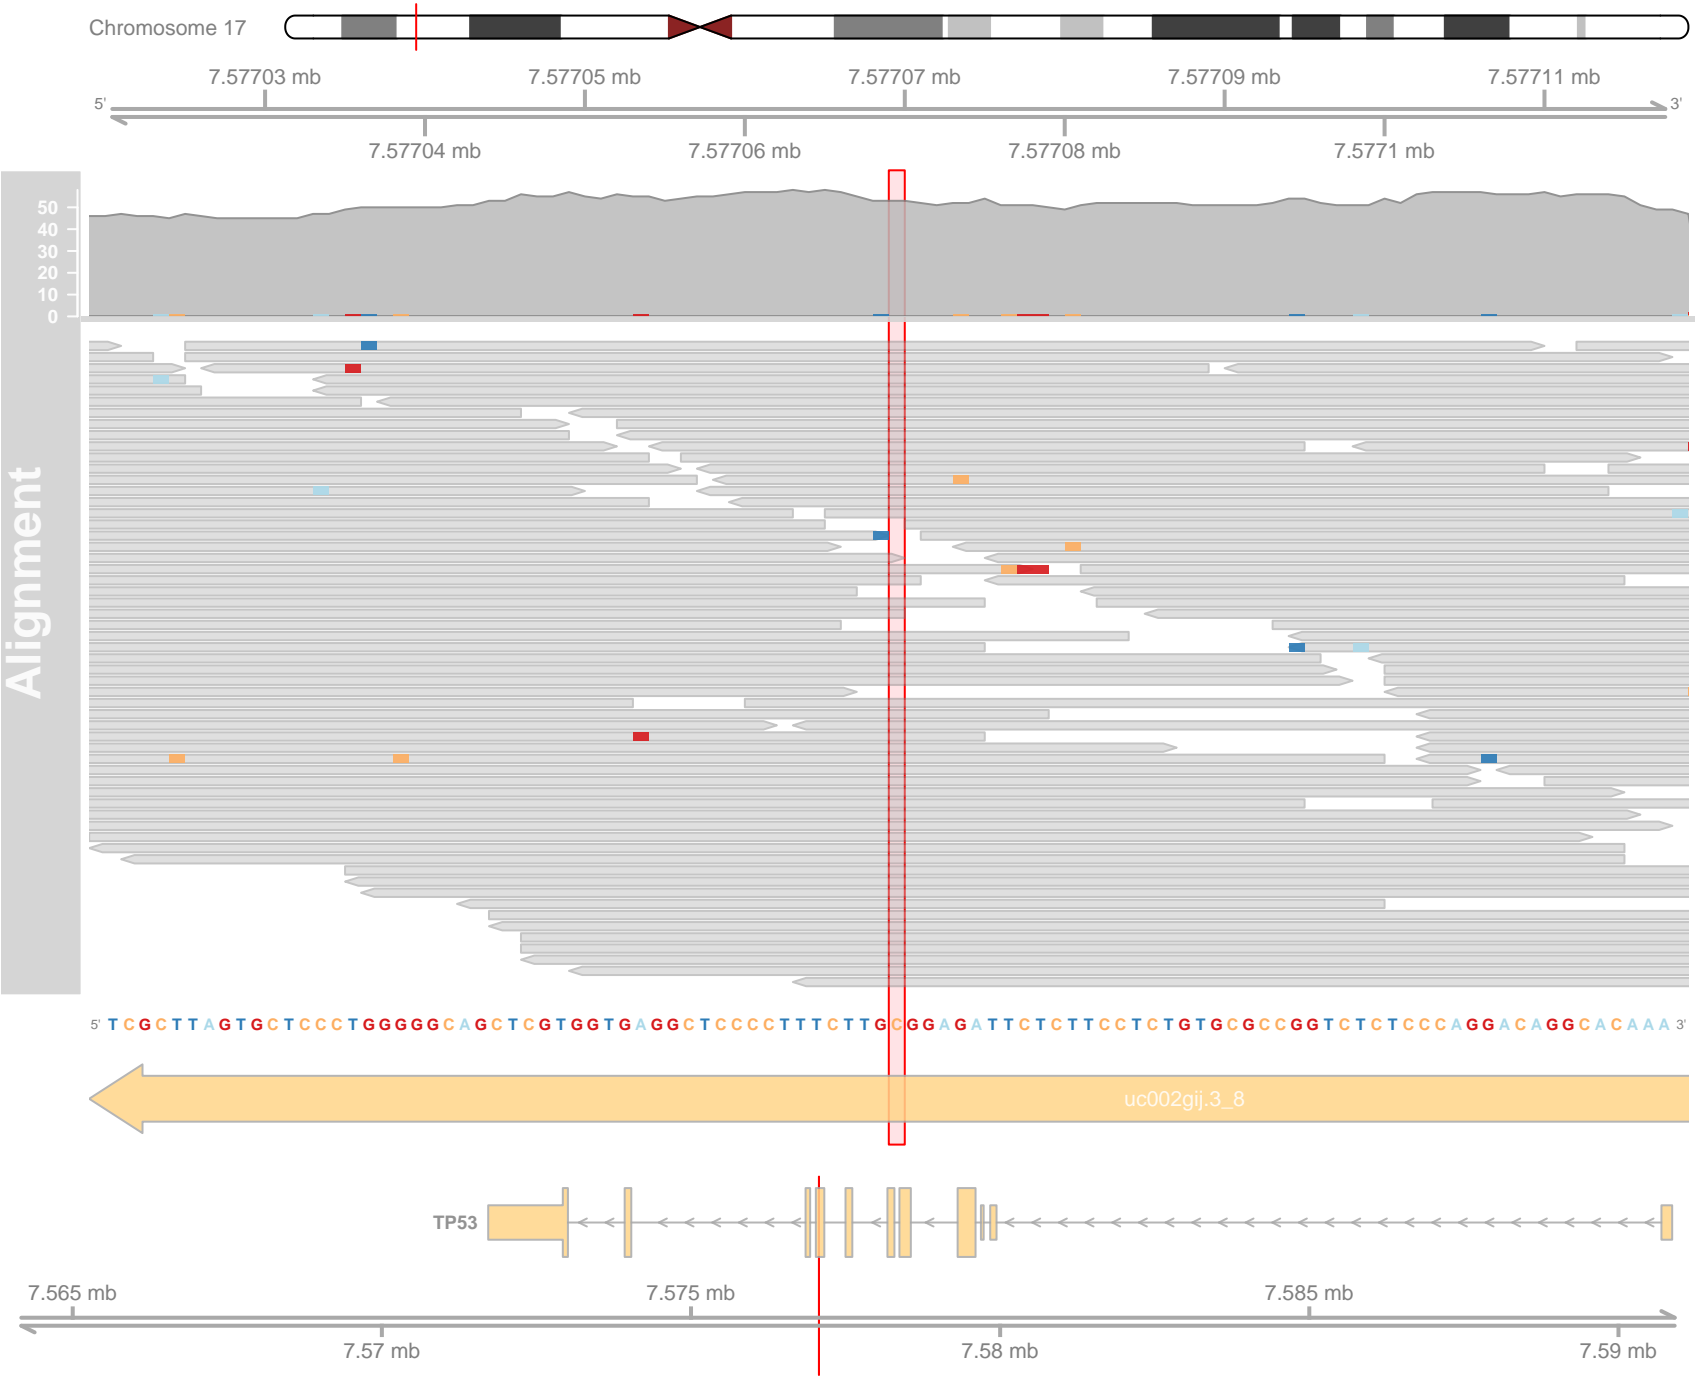 Chromosome 17
7.57703 mb 7.57705 mb 7.57707 mb 7.57709 mb 7.57711 mb
5' 3'
7.57704 mb 7.57706 mb 7.57708 mb 7.5771 mb
50
40
30
20
10
0
Alignment
5' TCGCTTAGTGCTCCCTGGGGGCAGCTCGTGGTGAGGCTCCCCTTTCTTGCGGAGATTCTCTTCCTCTGTGCGCCGGTCTCTCCCAGGACAGGCACAAA 3'
uc002gij.3_8
TP53
7.565 mb 7.575 mb 7.585 mb
7.57 mb 7.58 mb 7.59 mb